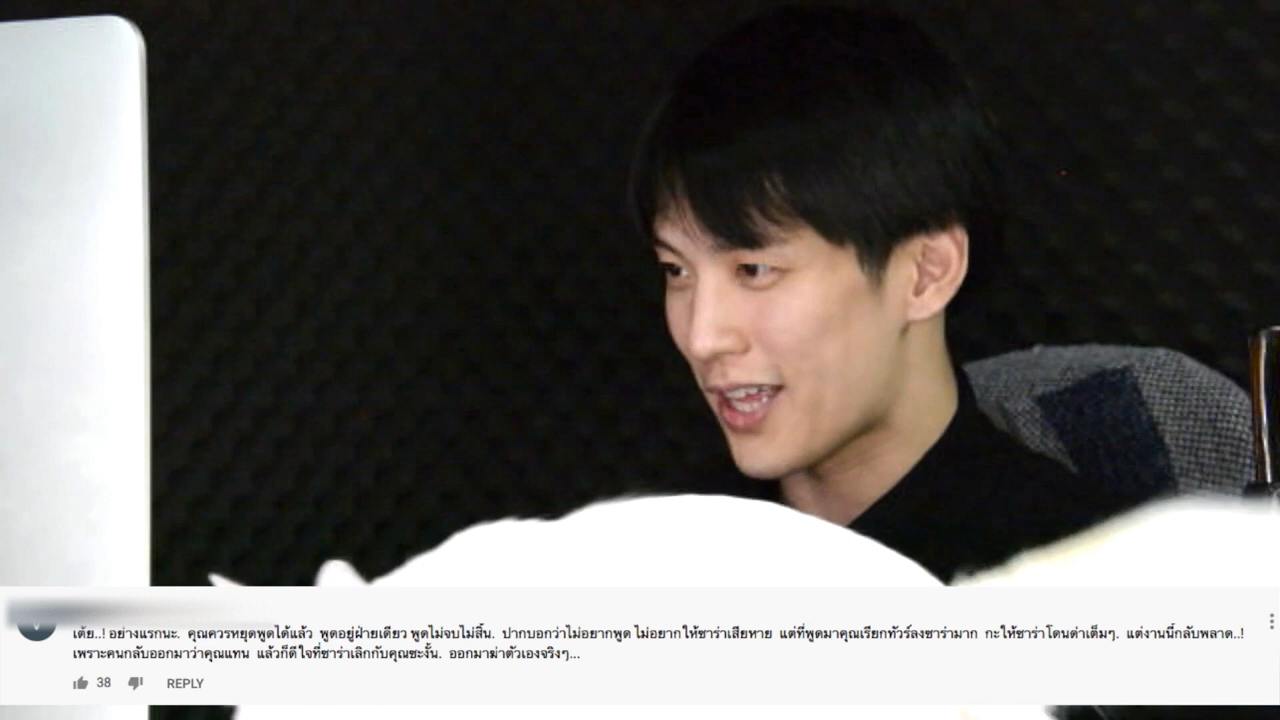 เต้ย..! อย่างแรกนะ. คุณควรหยุดพูดได้แล้ว พูดอยู่ฝ่ายเดียว พูดไม่จบไม่สิ้น. ปากบอกว่าไม่อยากพูด ไม่อยากให้ซาร่าเสียหาย แต่ที่พูดมาคุณเรียกทัวร์ลงซาร่ามาก กะให้ซาร่าโดนด่าเต็มๆ. แต่งานนี้กลับพลาด..!
เพราะคนกลับออกมาว่าคุณแทน แล้วก็ดีใจที่ซาร่าเลิกกับคุณซะงั้น. ออกมาฆ่าตัวเองจริงๆ...
38 REPLY